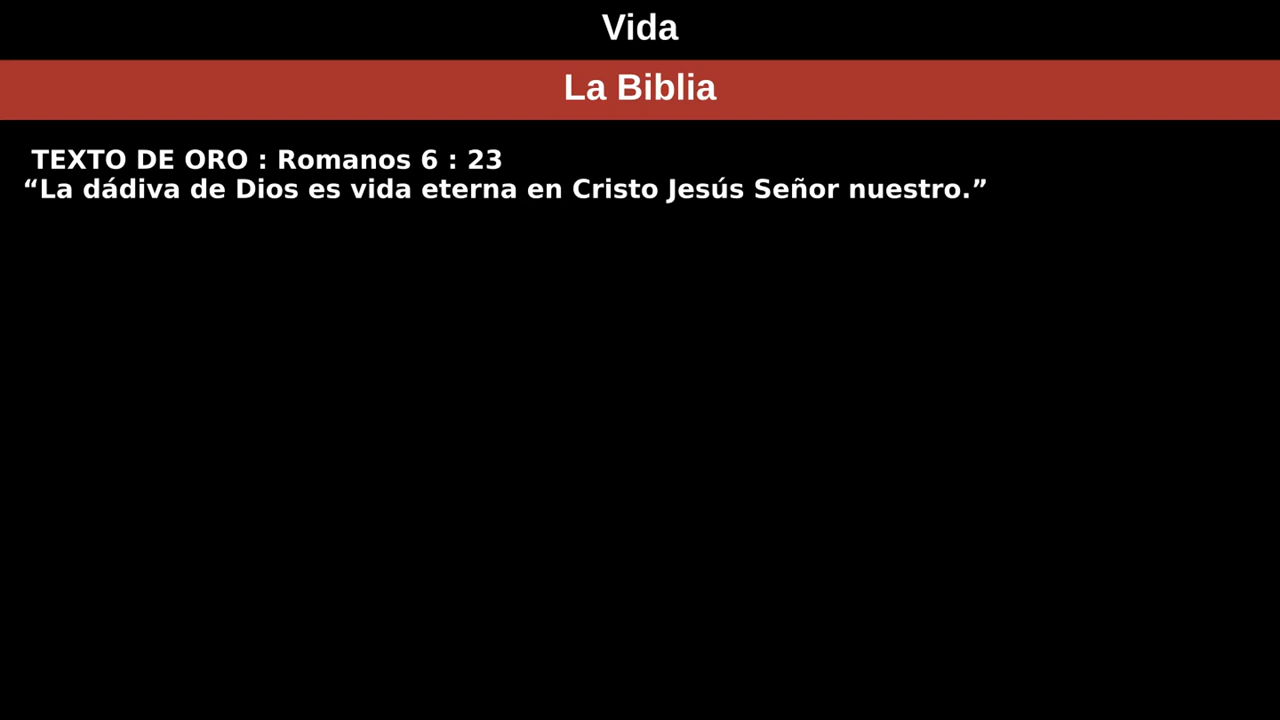 Vida
La Biblia
TEXTO DE ORO : Romanos 6 : 23
“La dádiva de Dios es vida eterna en Cristo Jesús Señor nuestro.”